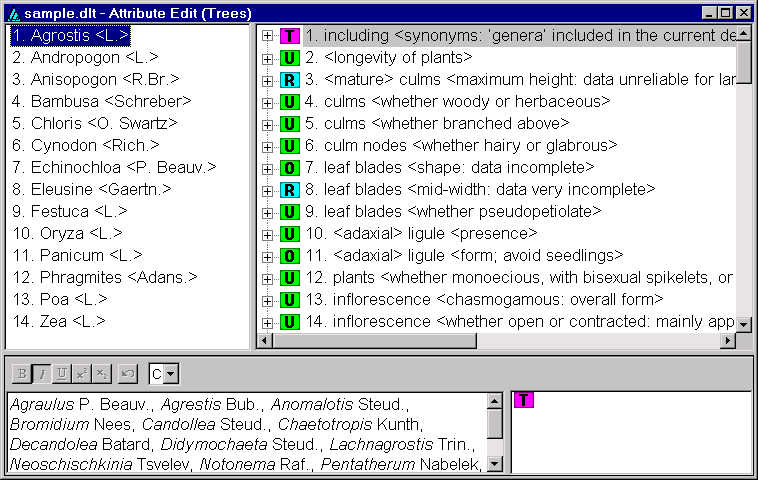 sample.dlt - Attribute Edit (Trees)
1. Agrostis <L.>
2. Andropogon <L.>
3. Anisopogon <R.Br.>
4. Bambusa <Schreber>
5. Chloris <O. Swartz>
6. Cynodon <Rich.>
7. Echinochloa <P. Beauv.>
8. Eleusine <Gaertn.>
9. Festuca <L.>
10. Oryza <L.>
11. Panicum <L.>
12. Phragmites <Adans.>
13. Poa <L.>
14. Zea <L.>
T 1. including <synonyms: 'genera' included in the current de
U 2. <longevity of plants>
R 3. <mature> culms <maximum height: data unreliable for lar
U 4. culms <whether woody or herbaceous>
U 5. culms <whether branched above>
U 6. culm nodes <whether hairy or glabrous>
O 7. leaf blades <shape: data incomplete>
R 8. leaf blades <mid-width: data very incomplete>
U 9. leaf blades <whether pseudopetiolate>
U 10. <adaxial> ligule <presence>
O 11. <adaxial> ligule <form; avoid seedlings>
U 12. plants <whether monoecious, with bisexual spikelets, or
U 13. inflorescence <chasmogamous: overall form>
U 14. inflorescence <whether open or contracted: mainly app
B I U x² x₂ C
Agraulus P. Beauv., Agrestis Bub., Anomalotis Steud.,
Bromidium Nees, Candollea Steud., Chaetotropis Kunth,
Decandolea Batard, Didymochaeta Steud., Lachnagrostis Trin.,
Neoschischkinia Tsvelev, Notonema Raf., Pentatherum Nabelek,
T